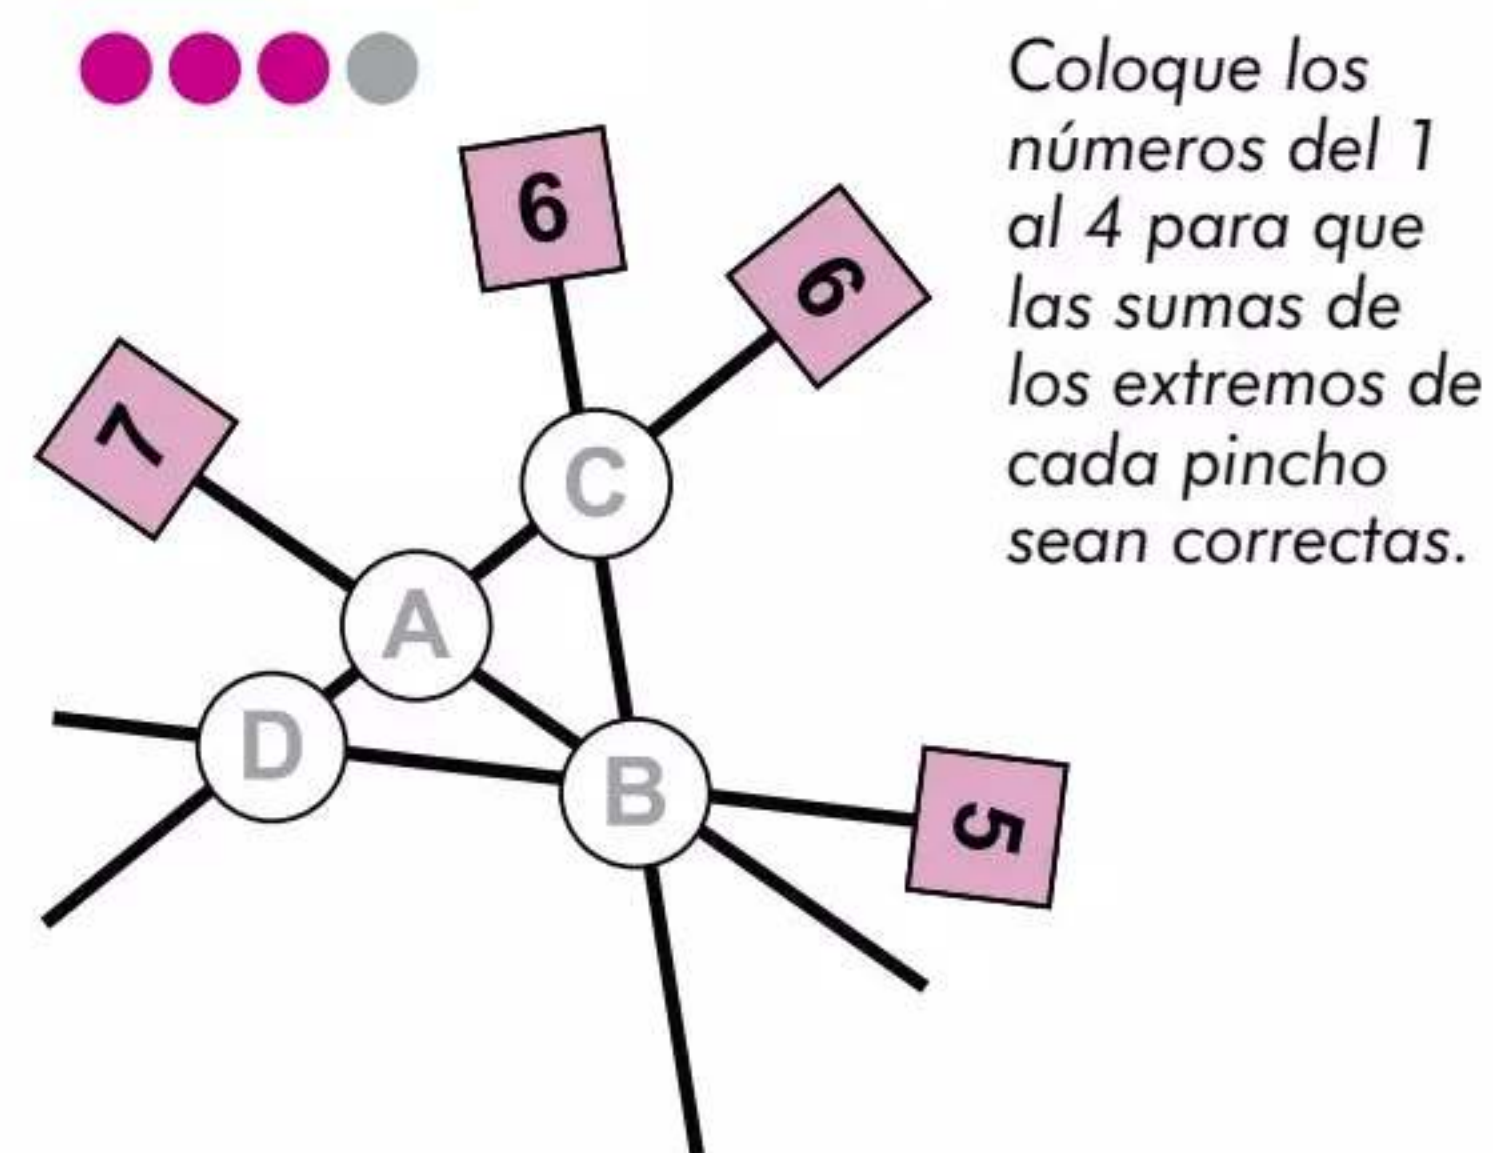 Coloque los
números del 1
al 4 para que
las sumas de
los extremos de
cada pincho
sean correctas.
6
6
7
C
A
D
B
5